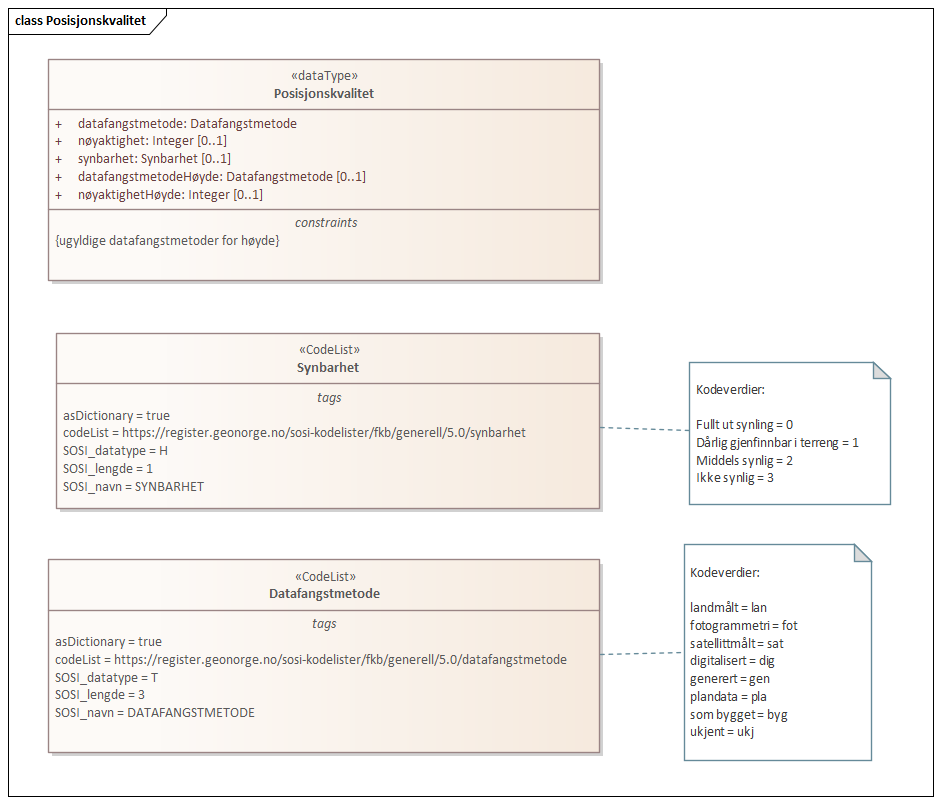 class Posisjonskvalitet
«dataType»
Posisjonskvalitet
+ datafangstmetode: Datafangstmetode
+ nøyaktighet: Integer [0..1]
+ synbarhet: Synbarhet [0..1]
+ datafangstmetodeHøyde: Datafangstmetode [0..1]
+ nøyaktighetHøyde: Integer [0..1]
constraints
{ugyldige datafangstmetoder for høyde}
«CodeList»
Synbarhet
tags
asDictionary = true
codeList = https://register.geonorge.no/sosi-kodelister/fkb/generell/5.0/synbarhet
SOSI_datatype = H
SOSI_lengde = 1
SOSI_navn = SYNBARHET
Kodeverdier:
Fullt ut synling = 0
Dårlig gjenfinnbar i terreng = 1
Middels synlig = 2
Ikke synlig = 3
«CodeList»
Datafangstmetode
tags
asDictionary = true
codeList = https://register.geonorge.no/sosi-kodelister/fkb/generell/5.0/datafangstmetode
SOSI_datatype = T
SOSI_lengde = 3
SOSI_navn = DATAFANGSTMETODE
Kodeverdier:
landmålt = lan
fotogrammetri = fot
satellittmålt = sat
digitalisert = dig
generert = gen
plandata = pla
som bygget = byg
ukjent = ukj